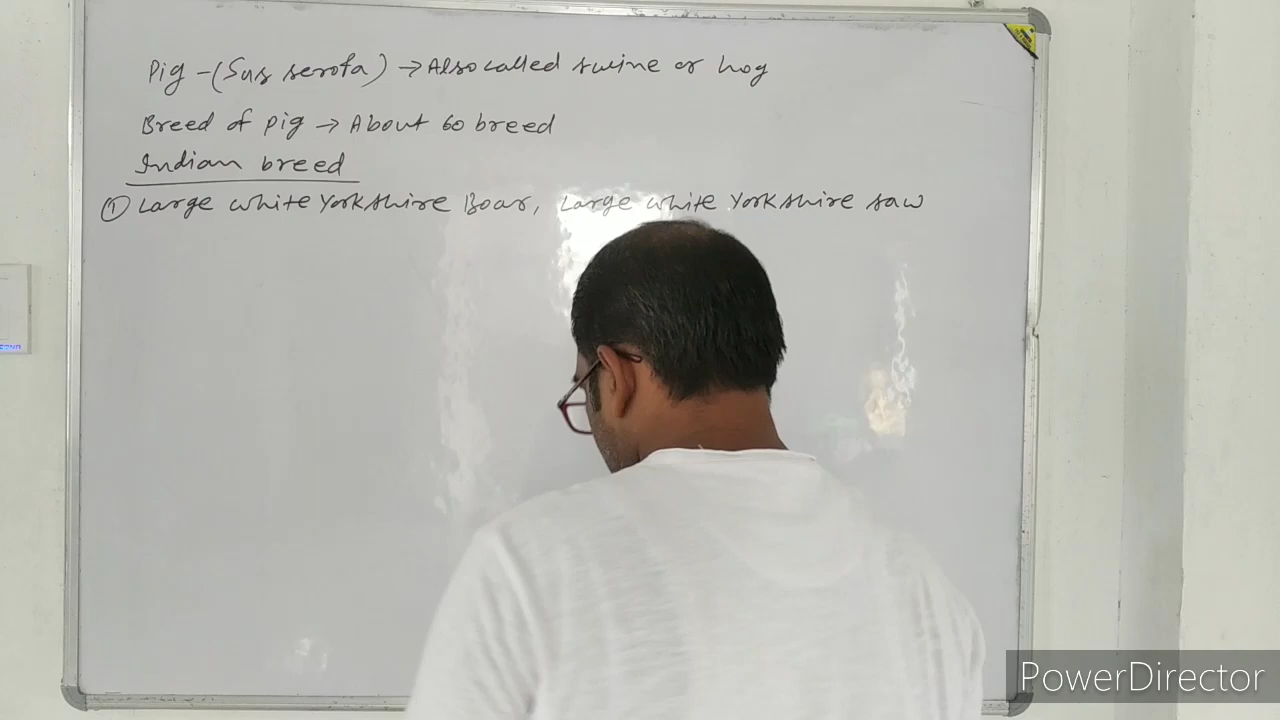 Pig - (Sus serofa) → Also called swine or hog
Breed of pig → About 60 breed
Indian breed
① Large white Yorkshire Boar, Large white Yorkshire saw
PowerDirector